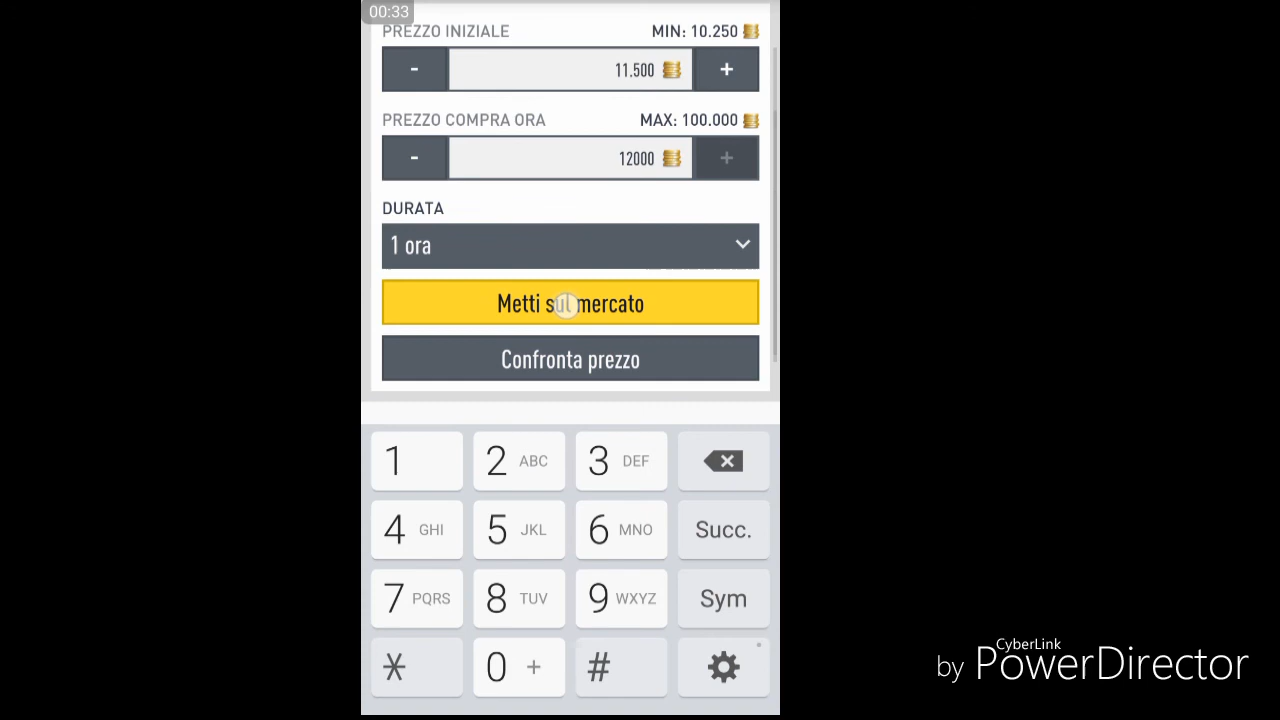 00:33
PREZZO INIZIALE MIN: 10.250
- 11.500 +
PREZZO COMPRA ORA MAX: 100.000
- 12000 +
DURATA
1 ora
Metti sul mercato
Confronta prezzo
1 2 ABC 3 DEF
4 GHI 5 JKL 6 MNO Succ.
7 PQRS 8 TUV 9 WXYZ Sym
* 0 + #
CyberLink
by PowerDirector